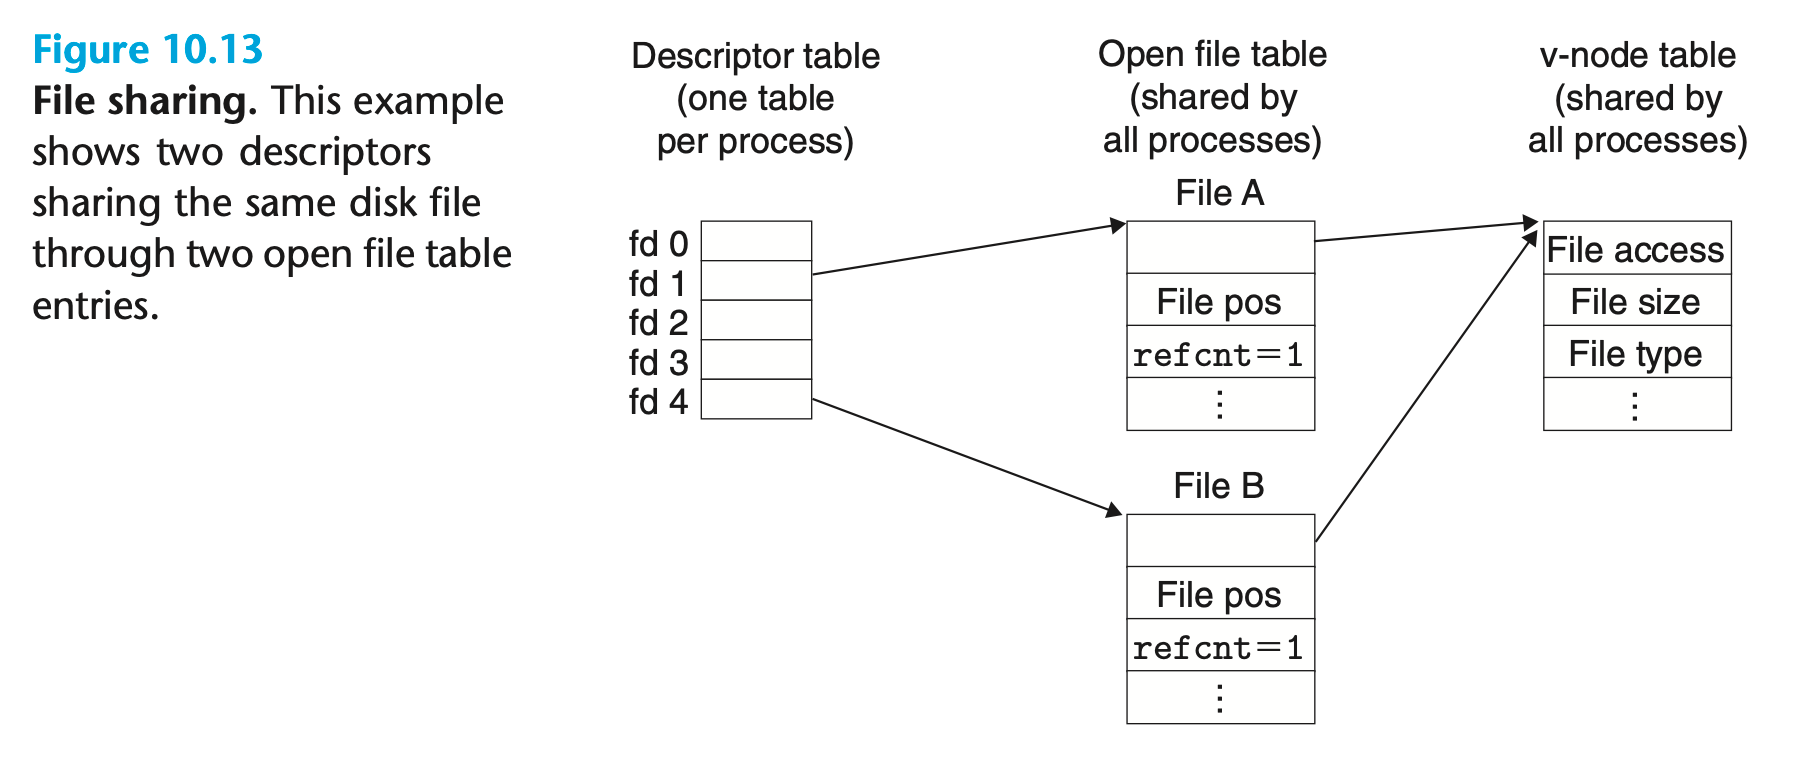 Figure 10.13
File sharing. This example
shows two descriptors
sharing the same disk file
through two open file table
entries.
Descriptor table
(one table
per process)
Open file table
(shared by
all processes)
v-node table
(shared by
all processes)
fd 0
fd 1
fd 2
fd 3
fd 4
File A
File pos
refcnt=1
⋮
File B
File pos
refcnt=1
⋮
File access
File size
File type
⋮